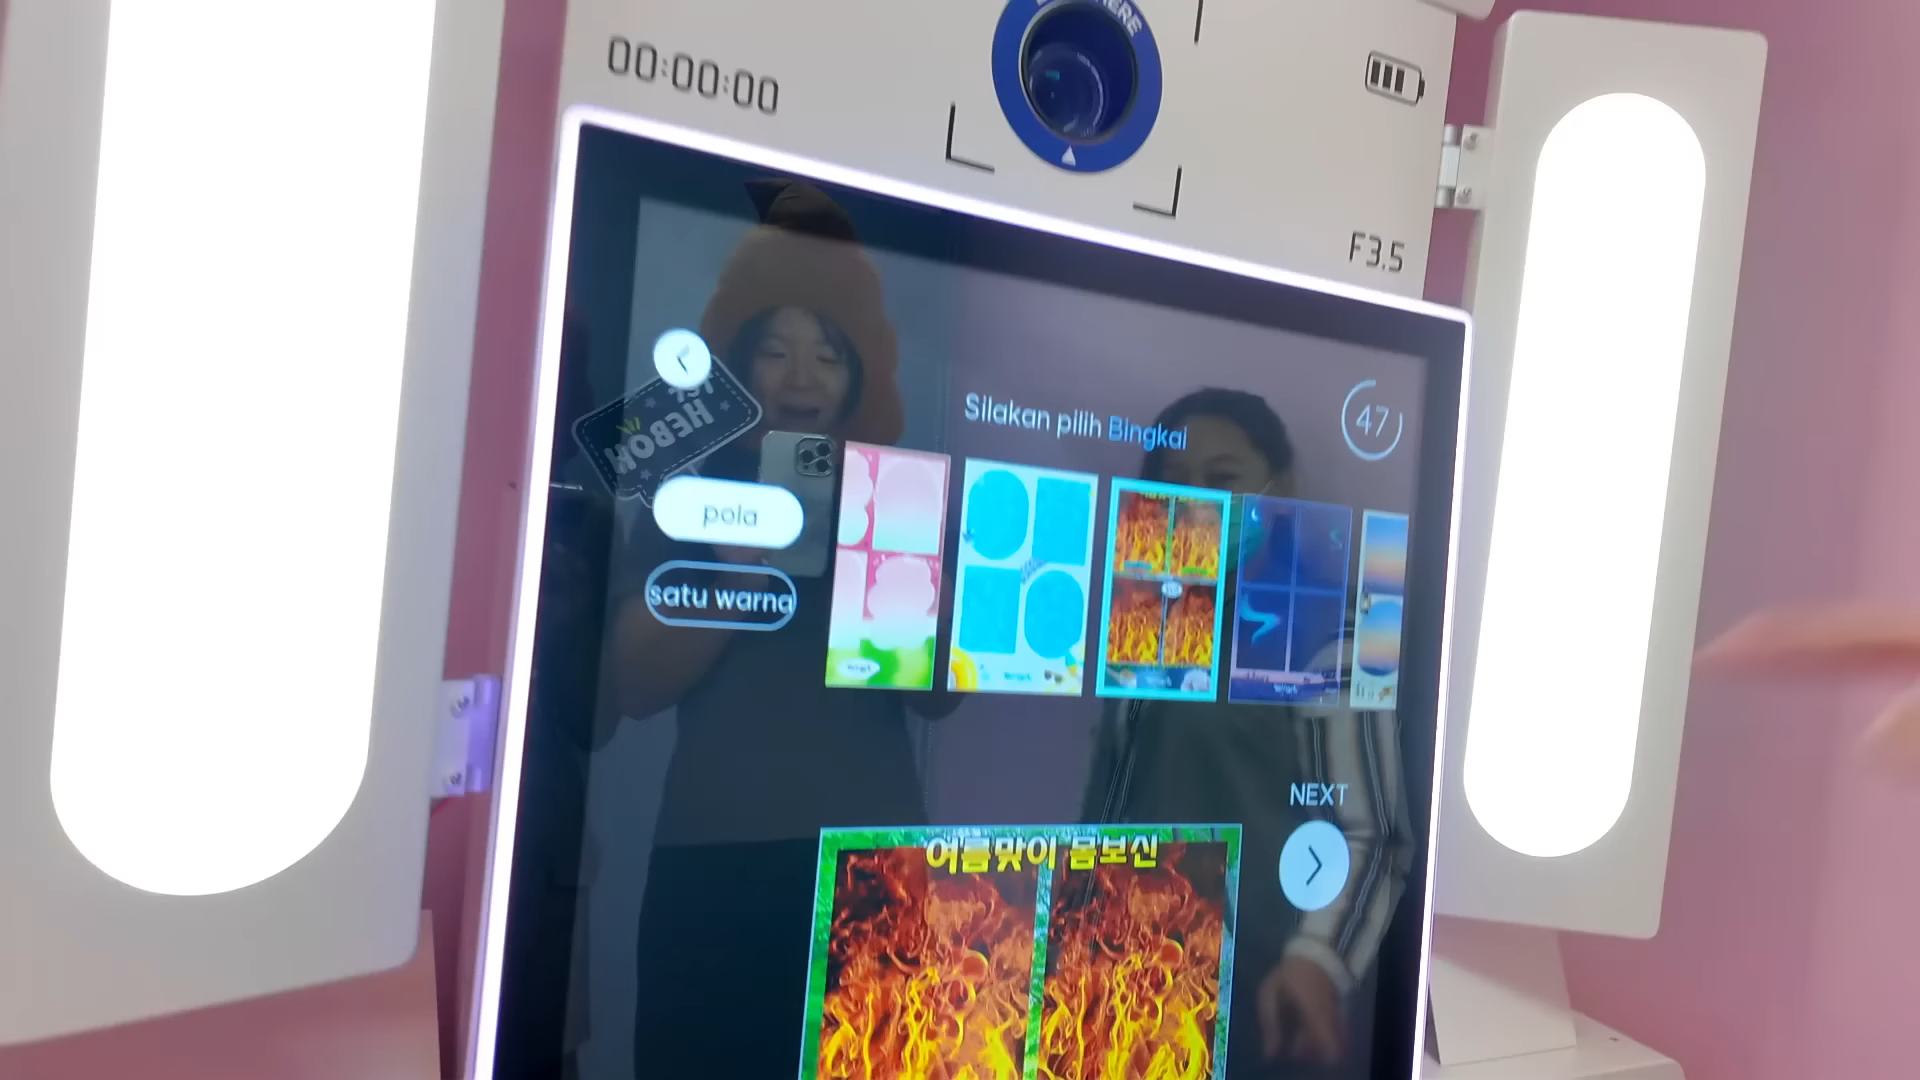 00:00:00
F3.5
HEBOH
Silakan pilih Bingkai
47
pola
satu warna
NEXT
여름맞이 몸보신